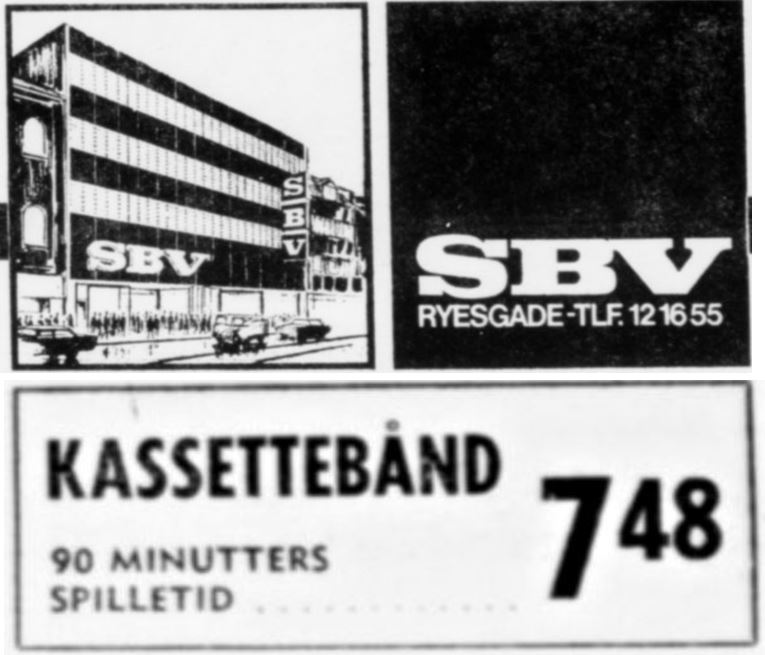 SBV
SBV
SBV
RYESGADE-TLF. 12 16 55
KASSETTEBÅND
90 MINUTTERS
SPILLETID . . . . . . . . . . . . .
7 48